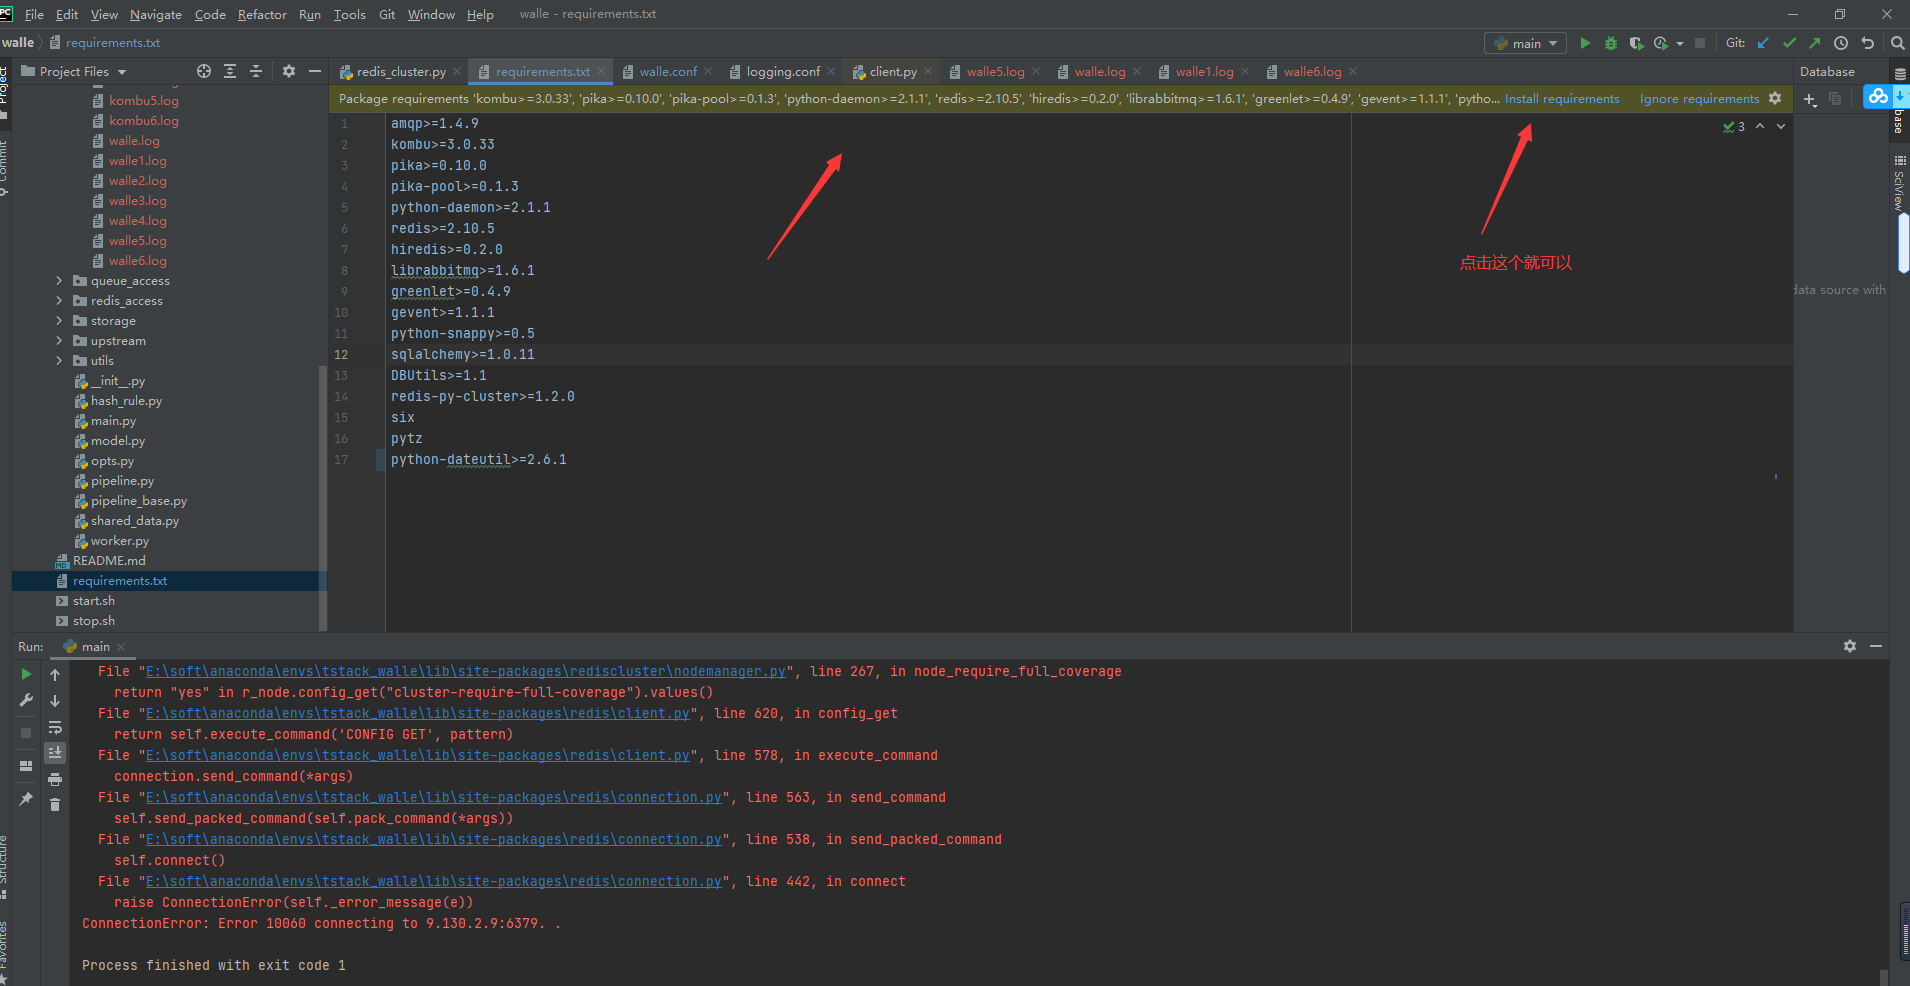 PC File Edit View Navigate Code Refactor Run Tools Git Window Help walle - requirements.txt
walle requirements.txt main Git:
Project Files redis_cluster.py requirements.txt walle.conf logging.conf client.py walle5.log walle.log walle1.log walle6.log Database
Package requirements 'kombu>=3.0.33', 'pika>=0.10.0', 'pika-pool>=0.1.3', 'python-daemon>=2.1.1', 'redis>=2.10.5', 'hiredis>=0.2.0', 'librabbitmq>=1.6.1', 'greenlet>=0.4.9', 'gevent>=1.1.1', 'pytho... Install requirements Ignore requirements
Project
Commit
Structure
Favorites
kombu5.log
kombu6.log
walle.log
walle1.log
walle2.log
walle3.log
walle4.log
walle5.log
walle6.log
queue_access
redis_access
storage
upstream
utils
__init__.py
hash_rule.py
main.py
model.py
opts.py
pipeline.py
pipeline_base.py
shared_data.py
worker.py
README.md
requirements.txt
start.sh
stop.sh
1 amqp>=1.4.9
2 kombu>=3.0.33
3 pika>=0.10.0
4 pika-pool>=0.1.3
5 python-daemon>=2.1.1
6 redis>=2.10.5
7 hiredis>=0.2.0
8 librabbitmq>=1.6.1
9 greenlet>=0.4.9
10 gevent>=1.1.1
11 python-snappy>=0.5
12 sqlalchemy>=1.0.11
13 DBUtils>=1.1
14 redis-py-cluster>=1.2.0
15 six
16 pytz
17 python-dateutil>=2.6.1
3
点击这个就可以
data source with
base
SciView
Run: main
File "E:\soft\anaconda\envs\tstack_walle\lib\site-packages\rediscluster\nodemanager.py", line 267, in node_require_full_coverage
return "yes" in r_node.config_get("cluster-require-full-coverage").values()
File "E:\soft\anaconda\envs\tstack_walle\lib\site-packages\redis\client.py", line 620, in config_get
return self.execute_command('CONFIG GET', pattern)
File "E:\soft\anaconda\envs\tstack_walle\lib\site-packages\redis\client.py", line 578, in execute_command
connection.send_command(*args)
File "E:\soft\anaconda\envs\tstack_walle\lib\site-packages\redis\connection.py", line 563, in send_command
self.send_packed_command(self.pack_command(*args))
File "E:\soft\anaconda\envs\tstack_walle\lib\site-packages\redis\connection.py", line 538, in send_packed_command
self.connect()
File "E:\soft\anaconda\envs\tstack_walle\lib\site-packages\redis\connection.py", line 442, in connect
raise ConnectionError(self._error_message(e))
ConnectionError: Error 10060 connecting to 9.130.2.9:6379. .
Process finished with exit code 1